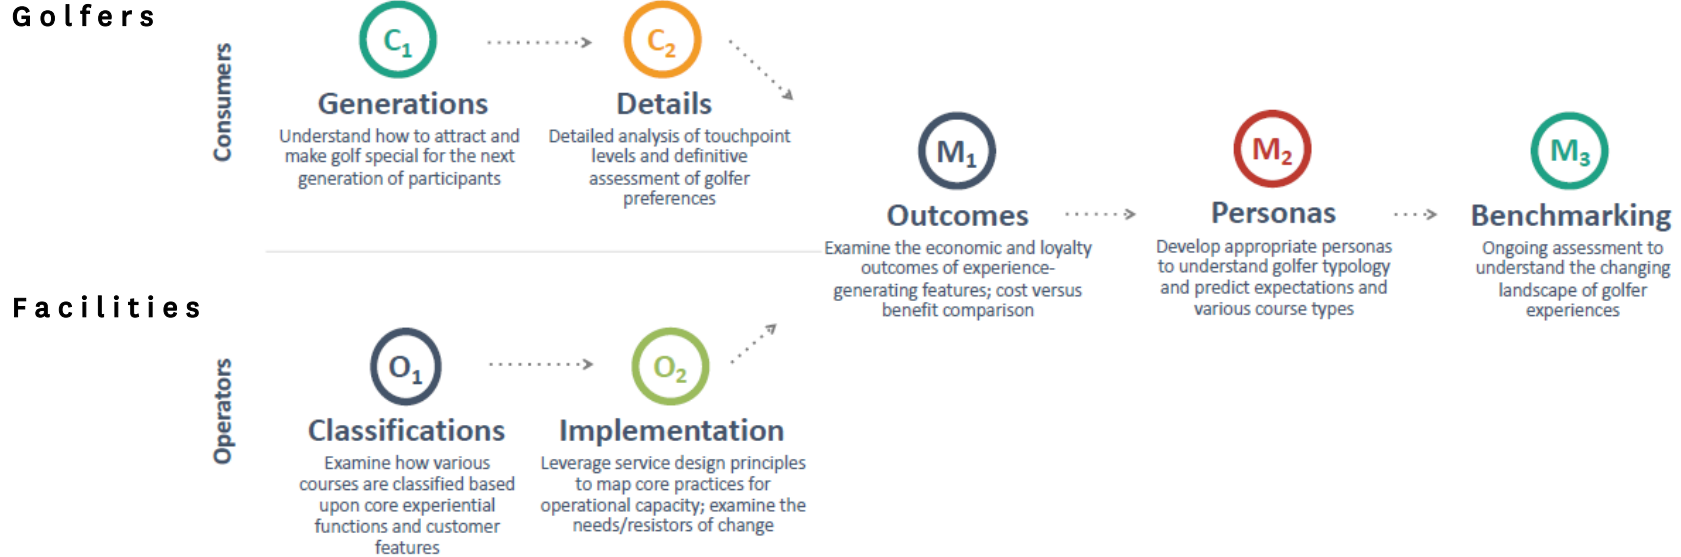 Golfers
Consumers
C1
Generations
Understand how to attract and
make golf special for the next
generation of participants
C2
Details
Detailed analysis of touchpoint
levels and definitive
assessment of golfer
preferences
Facilities
Operators
O1
Classifications
Examine how various
courses are classified based
upon core experiential
functions and customer
features
O2
Implementation
Leverage service design principles
to map core practices for
operational capacity; examine the
needs/resistors of change
M1
Outcomes
Examine the economic and loyalty
outcomes of experience-
generating features; cost versus
benefit comparison
M2
Personas
Develop appropriate personas
to understand golfer typology
and predict expectations and
various course types
M3
Benchmarking
Ongoing assessment to
understand the changing
landscape of golfer
experiences